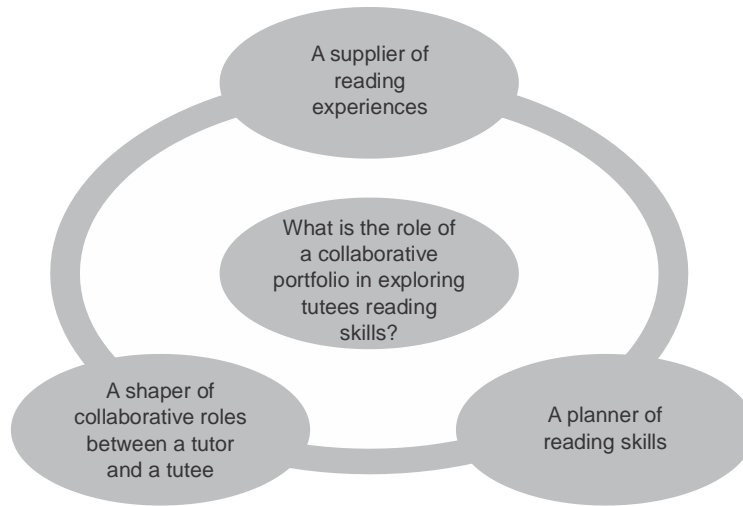 A supplier of
reading
experiences
What is the role of
a collaborative
portfolio in exploring
tutees reading
skills?
A shaper of
collaborative roles
between a tutor
and a tutee
A planner of
reading skills